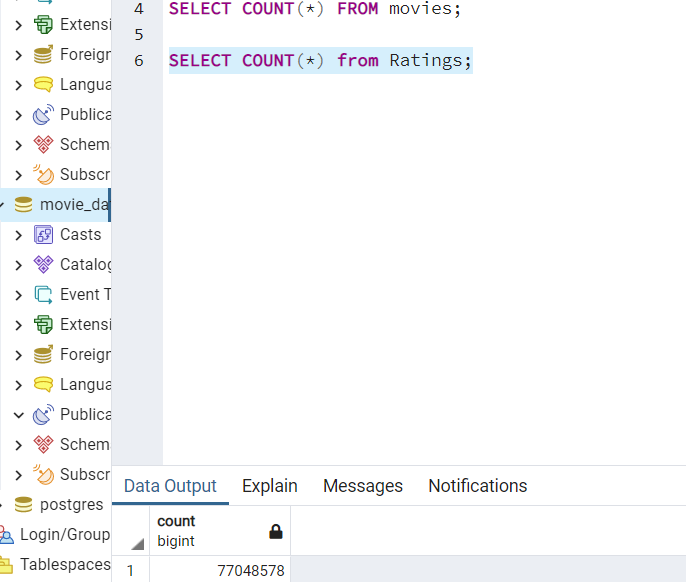 4 SELECT COUNT(*) FROM movies;
5
6 SELECT COUNT(*) from Ratings;
Extensi
Foreign
Langua
Publica
Schem
Subscr
movie_da
Casts
Catalog
Event T
Extensi
Foreign
Langua
Publica
Schem
Subscr
postgres
Login/Group
Tablespaces
Data Output Explain Messages Notifications
count
bigint
1 77048578